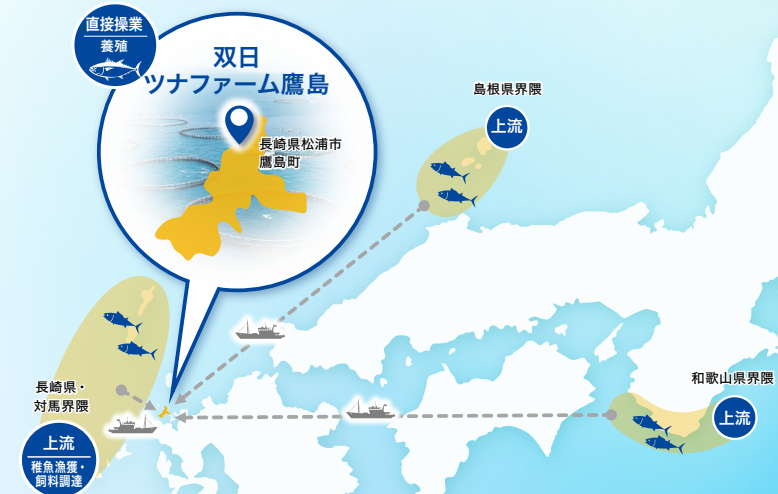 直接操業
養殖
双日
ツナファーム鷹島
長崎県松浦市
鷹島町
島根県界隈
上流
長崎県・
対馬界隈
上流
稚魚漁獲・
飼料調達
和歌山県界隈
上流